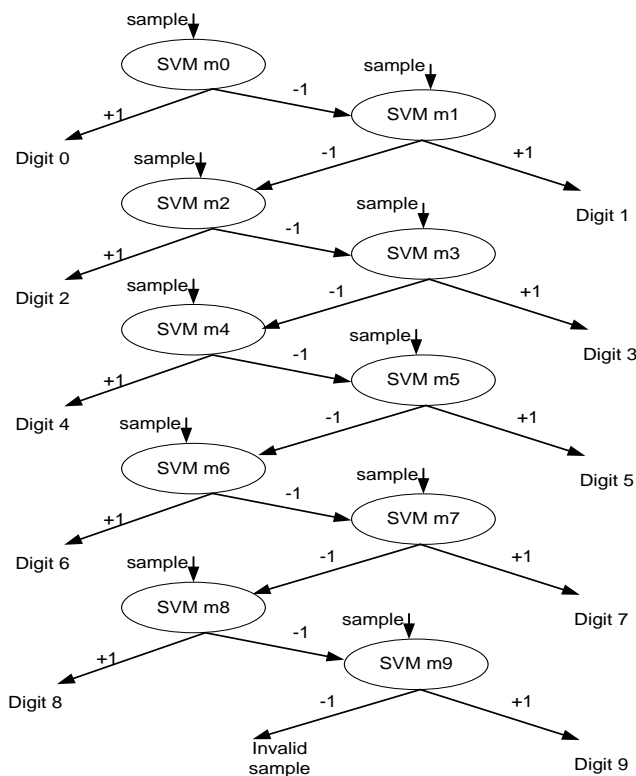 sample
SVM m0
sample
+1
-1
SVM m1
Digit 0
sample
-1
+1
SVM m2
Digit 1
sample
+1
-1
SVM m3
Digit 2
sample
-1
+1
SVM m4
Digit 3
sample
+1
-1
SVM m5
Digit 4
sample
-1
+1
SVM m6
Digit 5
sample
+1
-1
SVM m7
Digit 6
sample
-1
+1
SVM m8
Digit 7
sample
+1
-1
SVM m9
Digit 8
-1
+1
Invalid
sample
Digit 9